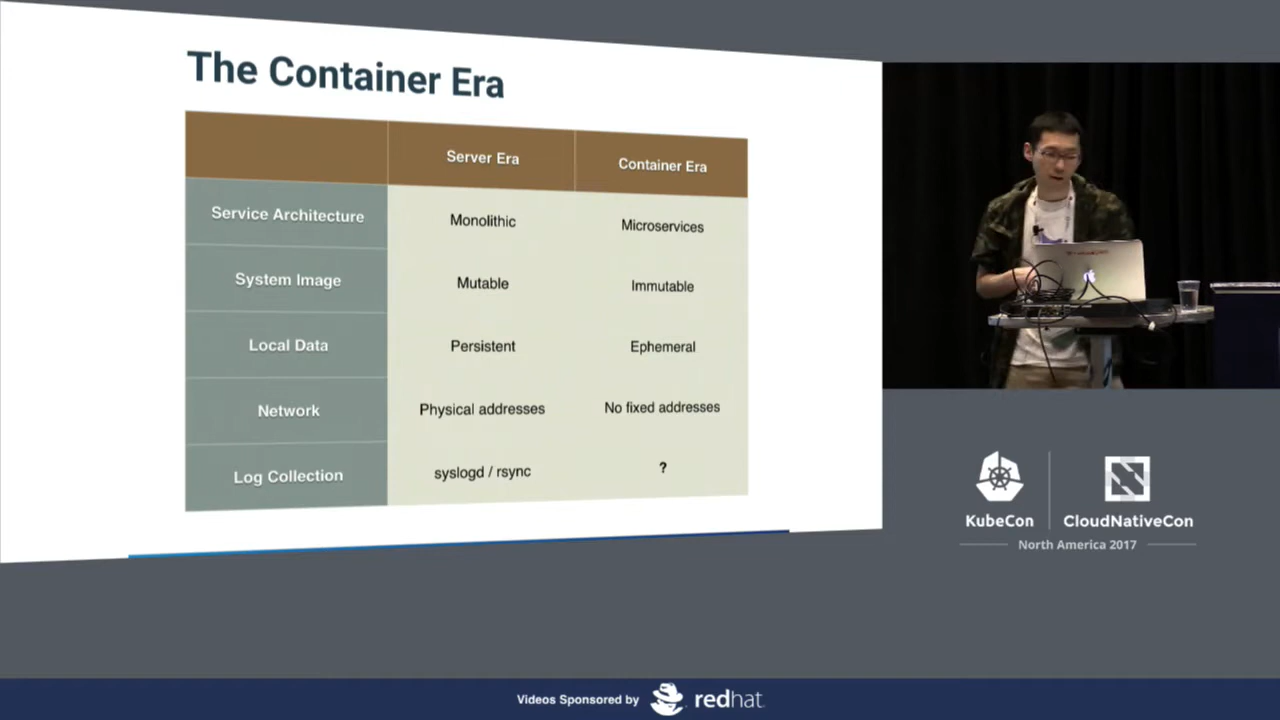 The Container Era
Server Era
Container Era
Service Architecture
Monolithic
Microservices
System Image
Mutable
Immutable
Local Data
Persistent
Ephemeral
Network
Physical addresses
No fixed addresses
Log Collection
syslogd / rsync
?
KubeCon
CloudNativeCon
North America 2017
Videos Sponsored by
redhat